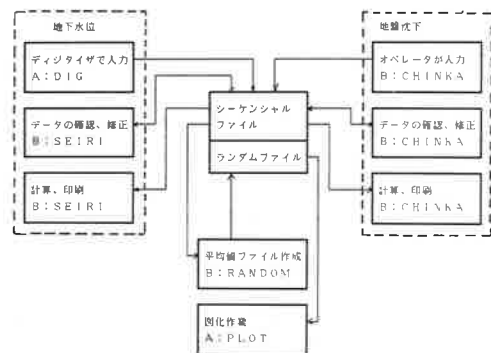 地下水位
ディジタイザで入力
A:DIG
データの確認、修正
B:SEIRI
計算、印刷
B:SEIRI
シーケンシャル
ファイル
ランダムファイル
平均値ファイル作成
B:RANDOM
図化作業
A:PLOT
地盤沈下
オペレータが入力
B:CHINKA
データの確認、修正
B:CHINKA
計算、印刷
B:CHINKA